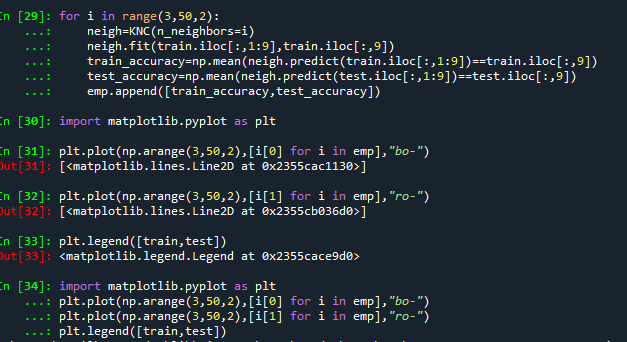 In [29]: for i in range(3,50,2):
...: neigh=KNC(n_neighbors=i)
...: neigh.fit(train.iloc[:,1:9],train.iloc[:,9])
...: train_accuracy=np.mean(neigh.predict(train.iloc[:,1:9])==train.iloc[:,9])
...: test_accuracy=np.mean(neigh.predict(test.iloc[:,1:9])==test.iloc[:,9])
...: emp.append([train_accuracy,test_accuracy])
In [30]: import matplotlib.pyplot as plt
In [31]: plt.plot(np.arange(3,50,2),[i[0] for i in emp],"bo-")
Out[31]: [<matplotlib.lines.Line2D at 0x2355cac1130>]
In [32]: plt.plot(np.arange(3,50,2),[i[1] for i in emp],"ro-")
Out[32]: [<matplotlib.lines.Line2D at 0x2355cb036d0>]
In [33]: plt.legend([train,test])
Out[33]: <matplotlib.legend.Legend at 0x2355cace9d0>
In [34]: import matplotlib.pyplot as plt
...: plt.plot(np.arange(3,50,2),[i[0] for i in emp],"bo-")
...: plt.plot(np.arange(3,50,2),[i[1] for i in emp],"ro-")
...: plt.legend([train,test])